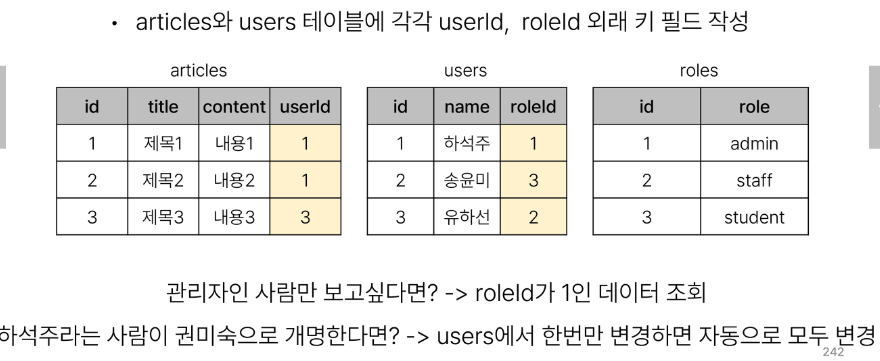 • articles와 users 테이블에 각각 userId, roleId 외래 키 필드 작성
articles
id title content userId
1 제목1 내용1 1
2 제목2 내용2 1
3 제목3 내용3 3
users
id name roleId
1 하석주 1
2 송윤미 3
3 유하선 2
roles
id role
1 admin
2 staff
3 student
관리자인 사람만 보고싶다면? -> roleId가 1인 데이터 조회
하석주라는 사람이 권미숙으로 개명한다면? -> users에서 한번만 변경하면 자동으로 모두 변경
242